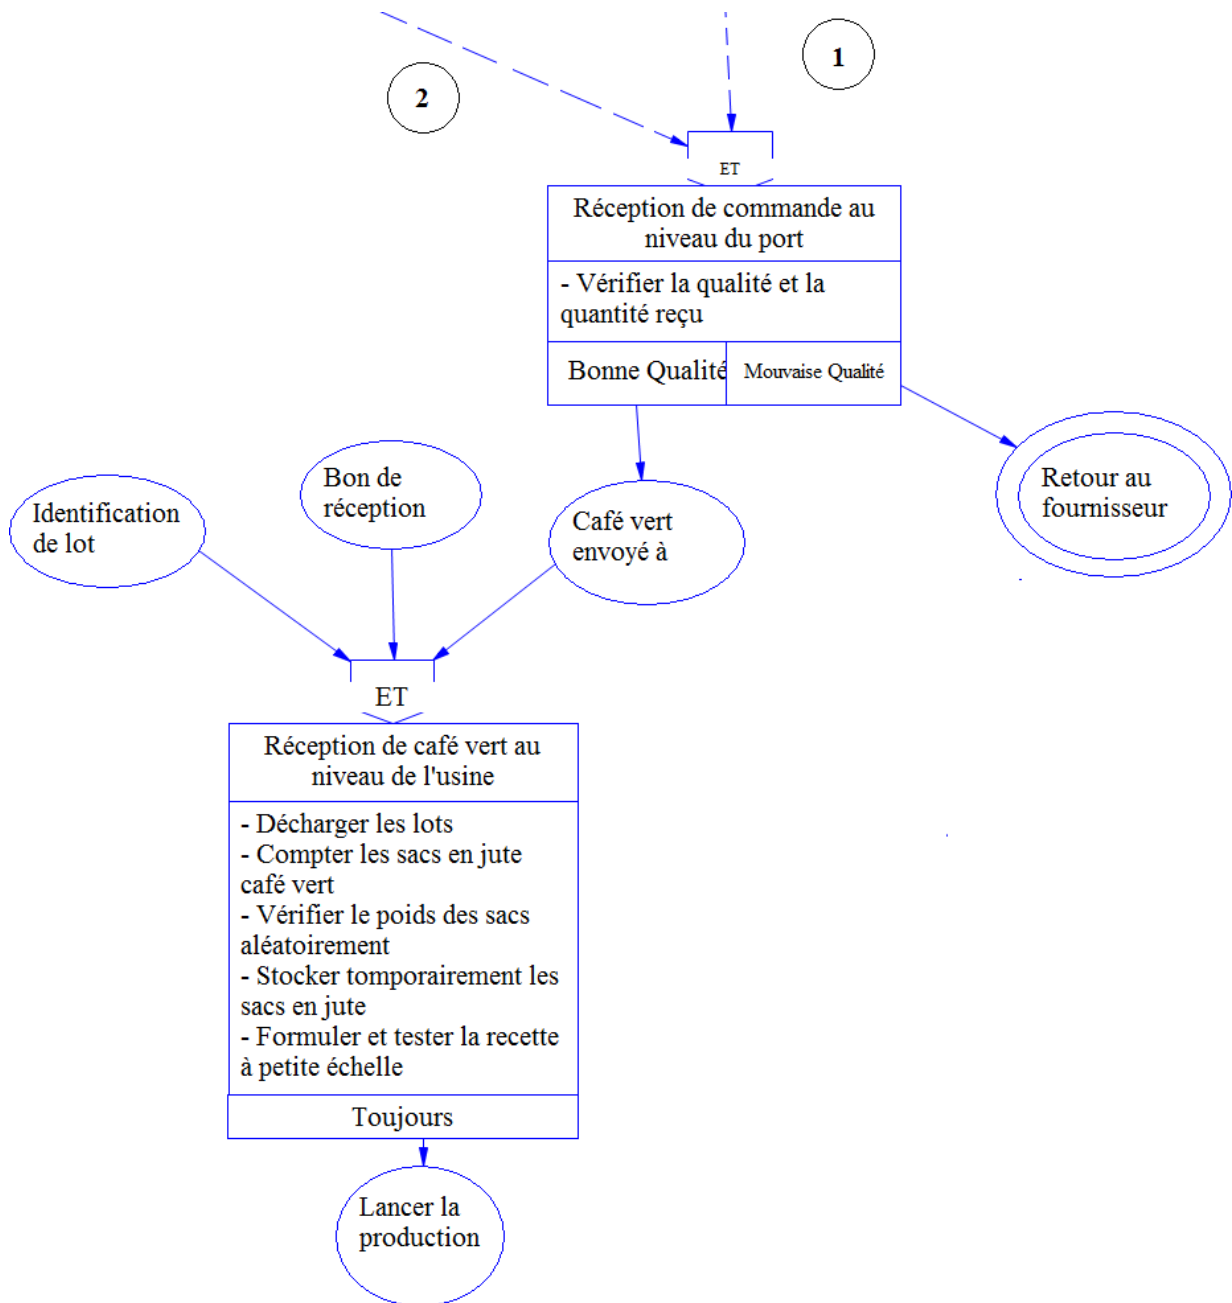 1
2
ET
Réception de commande au
niveau du port
- Vérifier la qualité et la
quantité reçu
Bonne Qualité
Mouvaise Qualité
Identification
de lot
Bon de
réception
Café vert
envoyé à
Retour au
fournisseur
ET
Réception de café vert au
niveau de l'usine
- Décharger les lots
- Compter les sacs en jute
café vert
- Vérifier le poids des sacs
aléatoirement
- Stocker tomporairement les
sacs en jute
- Formuler et tester la recette
à petite échelle
Toujours
Lancer la
production